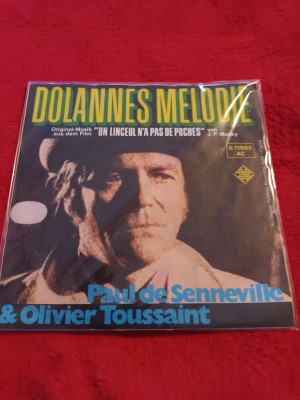 DOLANNES MELODIE
Original-Musik
aus dem Film "UN LINCEUL N'A PAS DE POCHES" von
J. P. Mocky
6.11693
AC
Paul de Senneville
& Olivier Toussaint